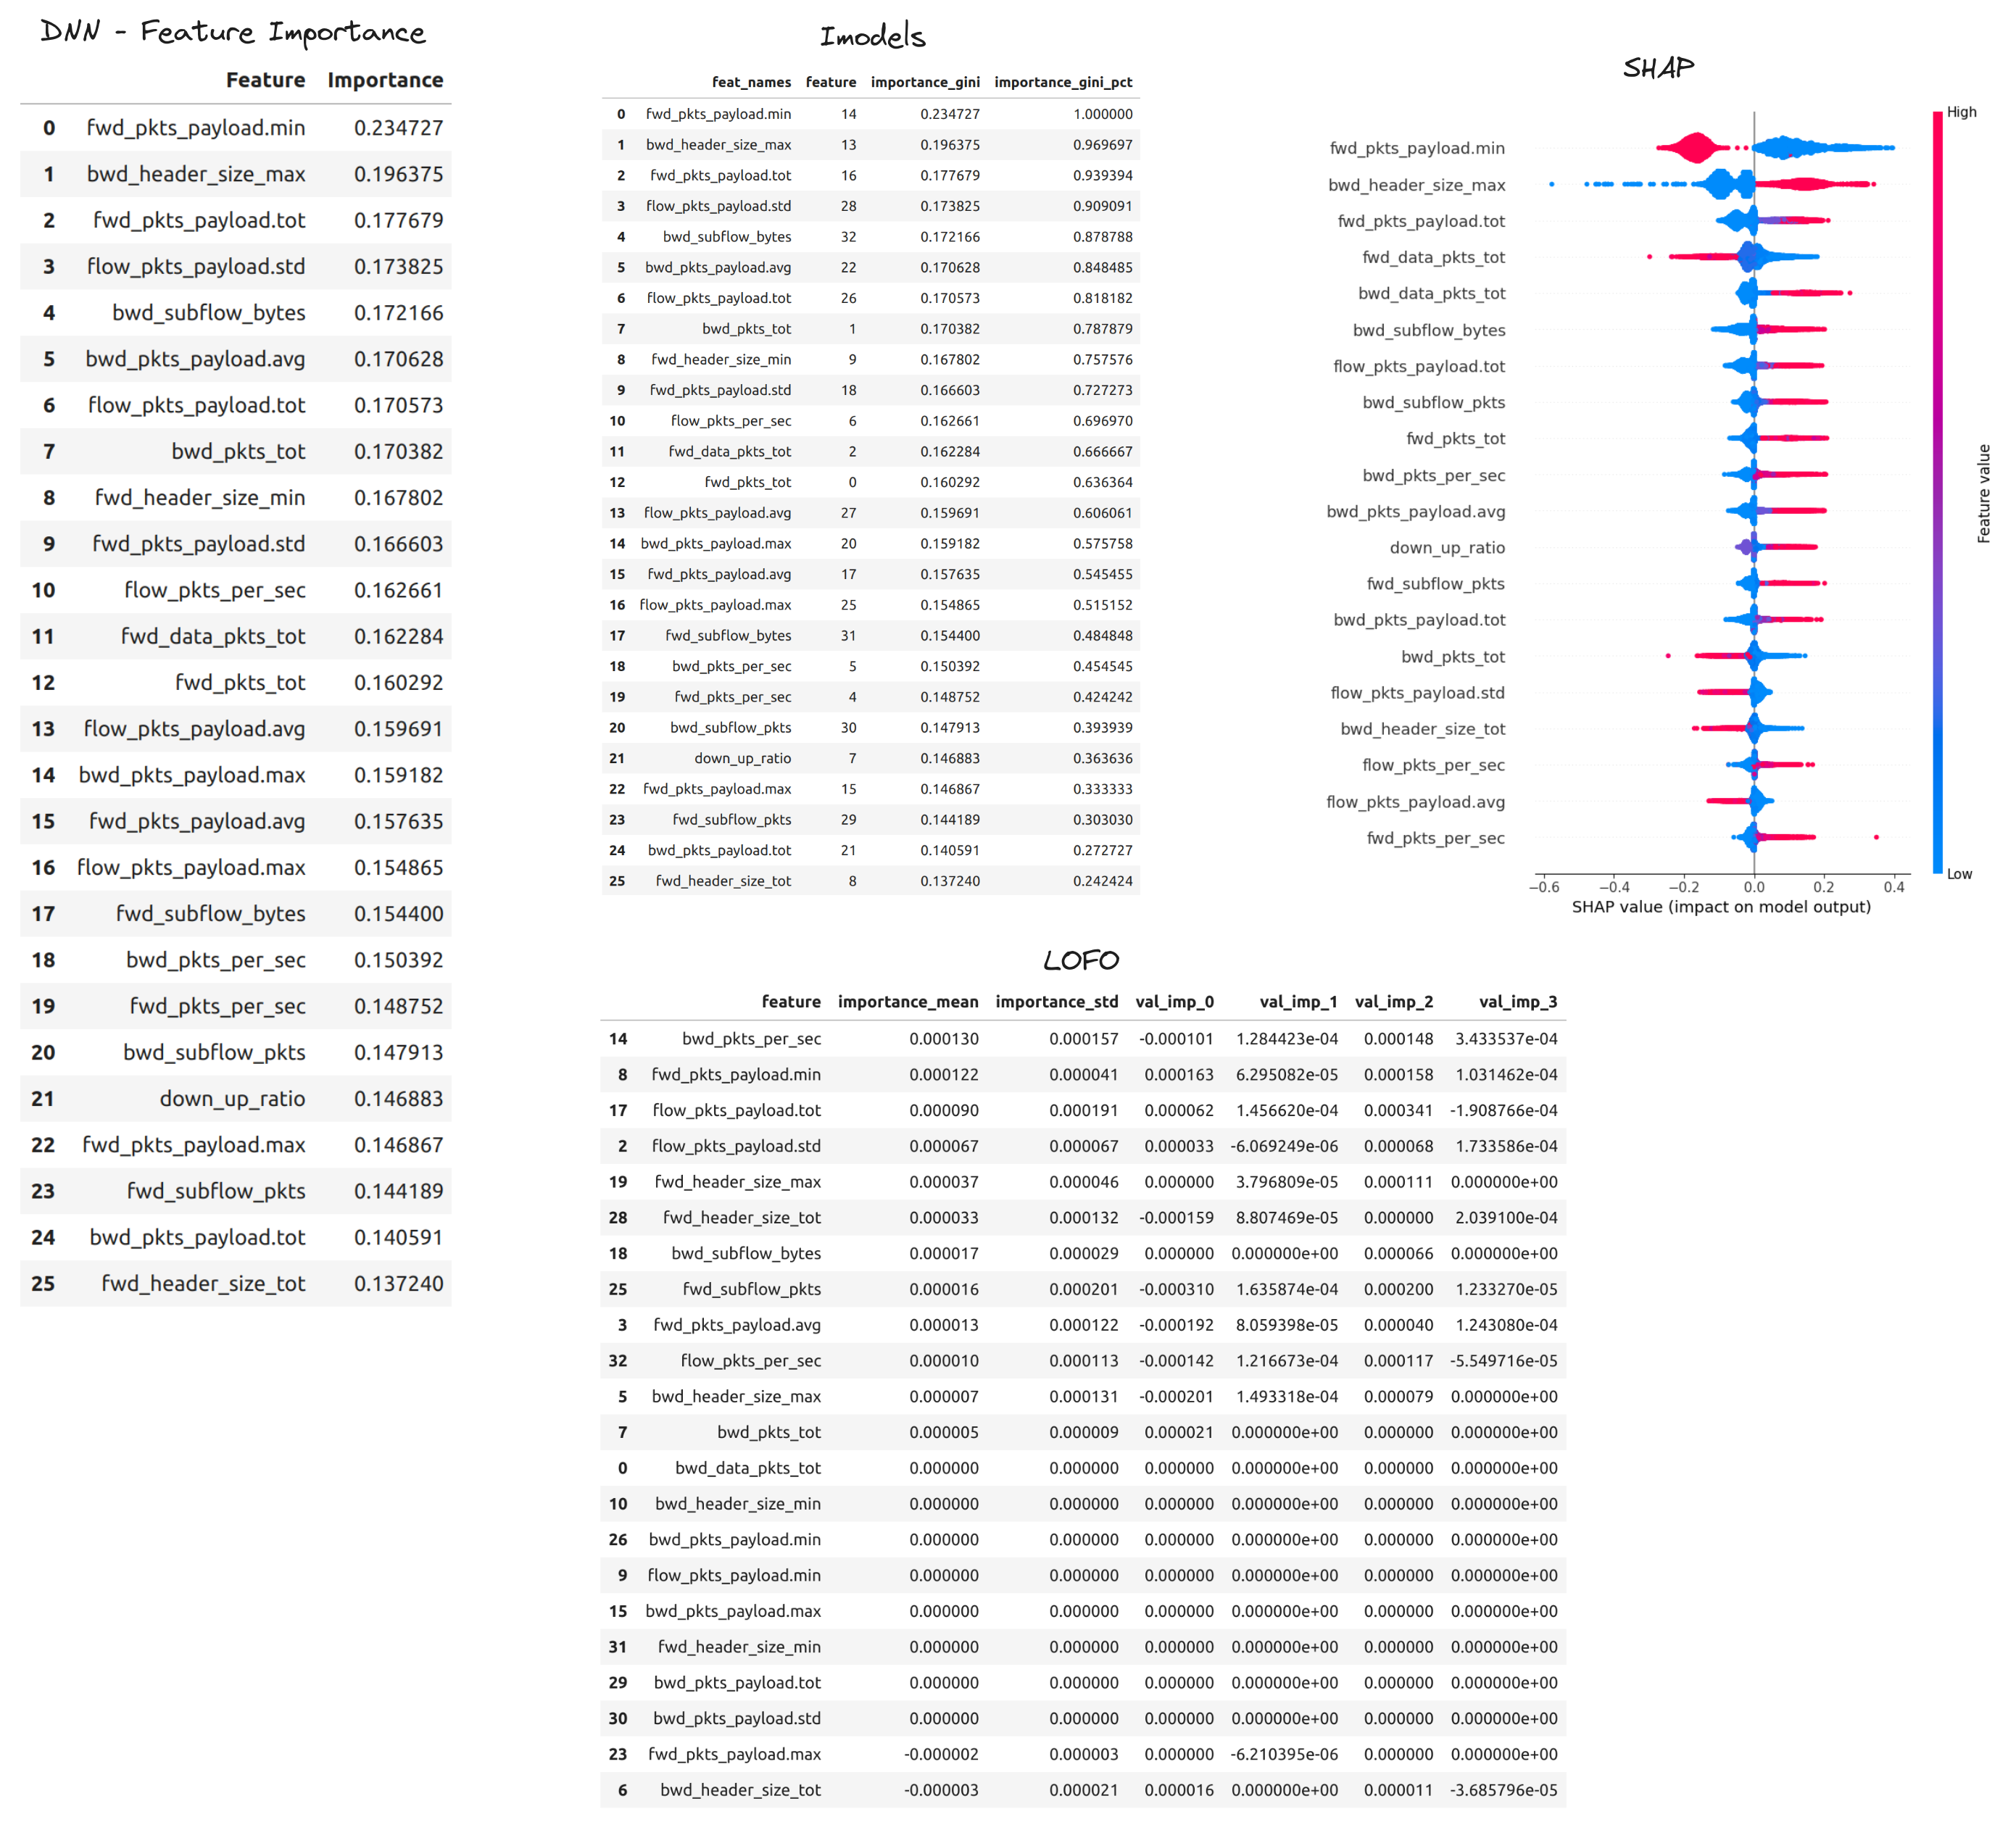 DNN - Feature Importance
Feature Importance
0 fwd_pkts_payload.min 0.234727
1 bwd_header_size_max 0.196375
2 fwd_pkts_payload.tot 0.177679
3 flow_pkts_payload.std 0.173825
4 bwd_subflow_bytes 0.172166
5 bwd_pkts_payload.avg 0.170628
6 flow_pkts_payload.tot 0.170573
7 bwd_pkts_tot 0.170382
8 fwd_header_size_min 0.167802
9 fwd_pkts_payload.std 0.166603
10 flow_pkts_per_sec 0.162661
11 fwd_data_pkts_tot 0.162284
12 fwd_pkts_tot 0.160292
13 flow_pkts_payload.avg 0.159691
14 bwd_pkts_payload.max 0.159182
15 fwd_pkts_payload.avg 0.157635
16 flow_pkts_payload.max 0.154865
17 fwd_subflow_bytes 0.154400
18 bwd_pkts_per_sec 0.150392
19 fwd_pkts_per_sec 0.148752
20 bwd_subflow_pkts 0.147913
21 down_up_ratio 0.146883
22 fwd_pkts_payload.max 0.146867
23 fwd_subflow_pkts 0.144189
24 bwd_pkts_payload.tot 0.140591
25 fwd_header_size_tot 0.137240
Imodels
feat_names feature importance_gini importance_gini_pct
0 fwd_pkts_payload.min 14 0.234727 1.000000
1 bwd_header_size_max 13 0.196375 0.969697
2 fwd_pkts_payload.tot 16 0.177679 0.939394
3 flow_pkts_payload.std 28 0.173825 0.909091
4 bwd_subflow_bytes 32 0.172166 0.878788
5 bwd_pkts_payload.avg 22 0.170628 0.848485
6 flow_pkts_payload.tot 26 0.170573 0.818182
7 bwd_pkts_tot 1 0.170382 0.787879
8 fwd_header_size_min 9 0.167802 0.757576
9 fwd_pkts_payload.std 18 0.166603 0.727273
10 flow_pkts_per_sec 6 0.162661 0.696970
11 fwd_data_pkts_tot 2 0.162284 0.666667
12 fwd_pkts_tot 0 0.160292 0.636364
13 flow_pkts_payload.avg 27 0.159691 0.606061
14 bwd_pkts_payload.max 20 0.159182 0.575758
15 fwd_pkts_payload.avg 17 0.157635 0.545455
16 flow_pkts_payload.max 25 0.154865 0.515152
17 fwd_subflow_bytes 31 0.154400 0.484848
18 bwd_pkts_per_sec 5 0.150392 0.454545
19 fwd_pkts_per_sec 4 0.148752 0.424242
20 bwd_subflow_pkts 30 0.147913 0.393939
21 down_up_ratio 7 0.146883 0.363636
22 fwd_pkts_payload.max 15 0.146867 0.333333
23 fwd_subflow_pkts 29 0.144189 0.303030
24 bwd_pkts_payload.tot 21 0.140591 0.272727
25 fwd_header_size_tot 8 0.137240 0.242424
SHAP
High
fwd_pkts_payload.min
bwd_header_size_max
fwd_pkts_payload.tot
fwd_data_pkts_tot
bwd_data_pkts_tot
bwd_subflow_bytes
flow_pkts_payload.tot
bwd_subflow_pkts
fwd_pkts_tot
bwd_pkts_per_sec
bwd_pkts_payload.avg
down_up_ratio
fwd_subflow_pkts
bwd_pkts_payload.tot
bwd_pkts_tot
flow_pkts_payload.std
bwd_header_size_tot
flow_pkts_per_sec
flow_pkts_payload.avg
fwd_pkts_per_sec
Feature value
Low
−0.6 −0.4 −0.2 0.0 0.2 0.4
SHAP value (impact on model output)
LOFO
feature importance_mean importance_std val_imp_0 val_imp_1 val_imp_2 val_imp_3
14 bwd_pkts_per_sec 0.000130 0.000157 -0.000101 1.284423e-04 0.000148 3.433537e-04
8 fwd_pkts_payload.min 0.000122 0.000041 0.000163 6.295082e-05 0.000158 1.031462e-04
17 flow_pkts_payload.tot 0.000090 0.000191 0.000062 1.456620e-04 0.000341 -1.908766e-04
2 flow_pkts_payload.std 0.000067 0.000067 0.000033 -6.069249e-06 0.000068 1.733586e-04
19 fwd_header_size_max 0.000037 0.000046 0.000000 3.796809e-05 0.000111 0.000000e+00
28 fwd_header_size_tot 0.000033 0.000132 -0.000159 8.807469e-05 0.000000 2.039100e-04
18 bwd_subflow_bytes 0.000017 0.000029 0.000000 0.000000e+00 0.000066 0.000000e+00
25 fwd_subflow_pkts 0.000016 0.000201 -0.000310 1.635874e-04 0.000200 1.233270e-05
3 fwd_pkts_payload.avg 0.000013 0.000122 -0.000192 8.059398e-05 0.000040 1.243080e-04
32 flow_pkts_per_sec 0.000010 0.000113 -0.000142 1.216673e-04 0.000117 -5.549716e-05
5 bwd_header_size_max 0.000007 0.000131 -0.000201 1.493318e-04 0.000079 0.000000e+00
7 bwd_pkts_tot 0.000005 0.000009 0.000021 0.000000e+00 0.000000 0.000000e+00
0 bwd_data_pkts_tot 0.000000 0.000000 0.000000 0.000000e+00 0.000000 0.000000e+00
10 bwd_header_size_min 0.000000 0.000000 0.000000 0.000000e+00 0.000000 0.000000e+00
26 bwd_pkts_payload.min 0.000000 0.000000 0.000000 0.000000e+00 0.000000 0.000000e+00
9 flow_pkts_payload.min 0.000000 0.000000 0.000000 0.000000e+00 0.000000 0.000000e+00
15 bwd_pkts_payload.max 0.000000 0.000000 0.000000 0.000000e+00 0.000000 0.000000e+00
31 fwd_header_size_min 0.000000 0.000000 0.000000 0.000000e+00 0.000000 0.000000e+00
29 bwd_pkts_payload.tot 0.000000 0.000000 0.000000 0.000000e+00 0.000000 0.000000e+00
30 bwd_pkts_payload.std 0.000000 0.000000 0.000000 0.000000e+00 0.000000 0.000000e+00
23 fwd_pkts_payload.max -0.000002 0.000003 0.000000 -6.210395e-06 0.000000 0.000000e+00
6 bwd_header_size_tot -0.000003 0.000021 0.000016 0.000000e+00 0.000011 -3.685796e-05